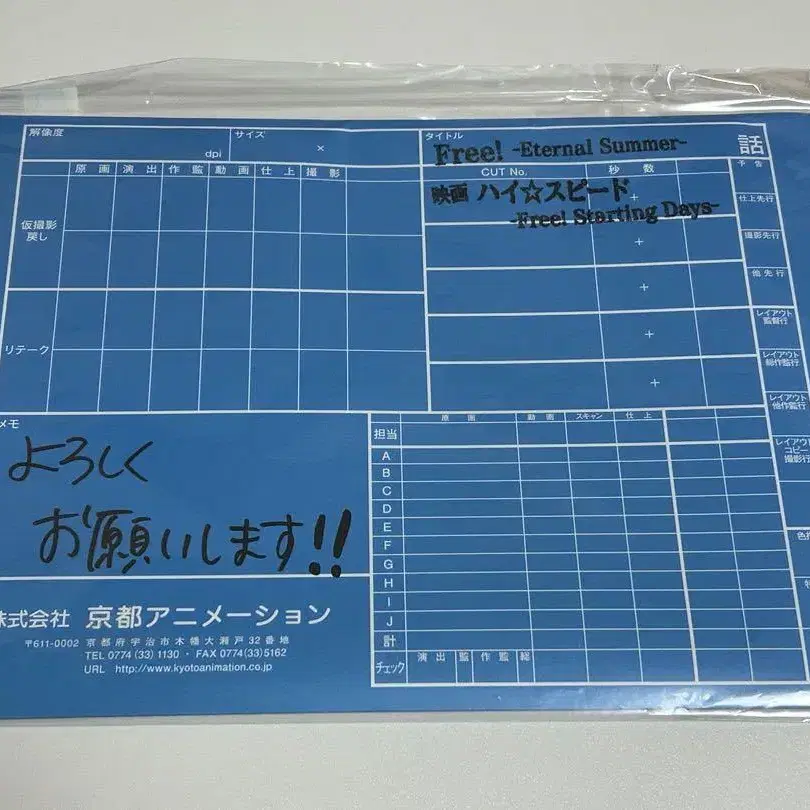 解像度 dpi
サイズ ×
タイトル
Free! -Eternal Summer-
話
原画 演出 作監 動画 仕上 撮影
CUT No. 秒数
予告
映画 ハイ☆スピード
-Free! Starting Days-
+
+
+
+
+
仮撮影
戻し
リテーク
仕上先行
撮影先行
他先行
レイアウト
監督行
レイアウト
総作監行
レイアウト
他作監行
レイアウト
コピー
撮影行
メモ
よろしく
お願いします!!
原画 動画 スキャン 仕上
担当
A
B
C
D
E
F
G
H
I
J
計
チェック 演出 監 作監 総
色
株式会社 京都アニメーション
〒611-0002 京都府宇治市木幡大瀬戸32番地
TEL 0774(33)1130・FAX 0774(33)5162
URL http://www.kyotoanimation.co.jp